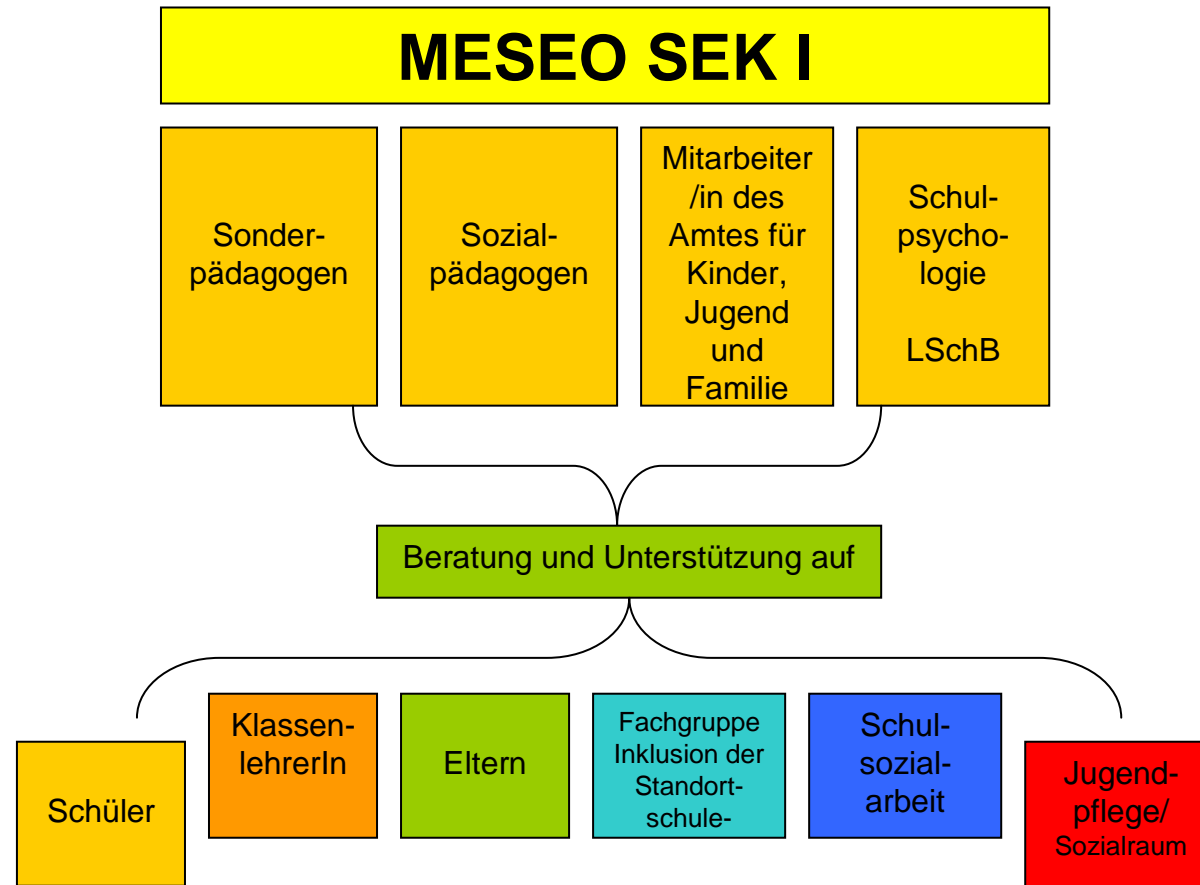 MESEO SEK I
Sonder-
pädagogen
Sozial-
pädagogen
Mitarbeiter
/in des
Amtes für
Kinder,
Jugend
und
Familie
Schul-
psycho-
logie
LSchB
Beratung und Unterstützung auf
Schüler
Klassen-
lehrerIn
Eltern
Fachgruppe
Inklusion der
Standort-
schule-
Schul-
sozial-
arbeit
Jugend-
pflege/
Sozialraum